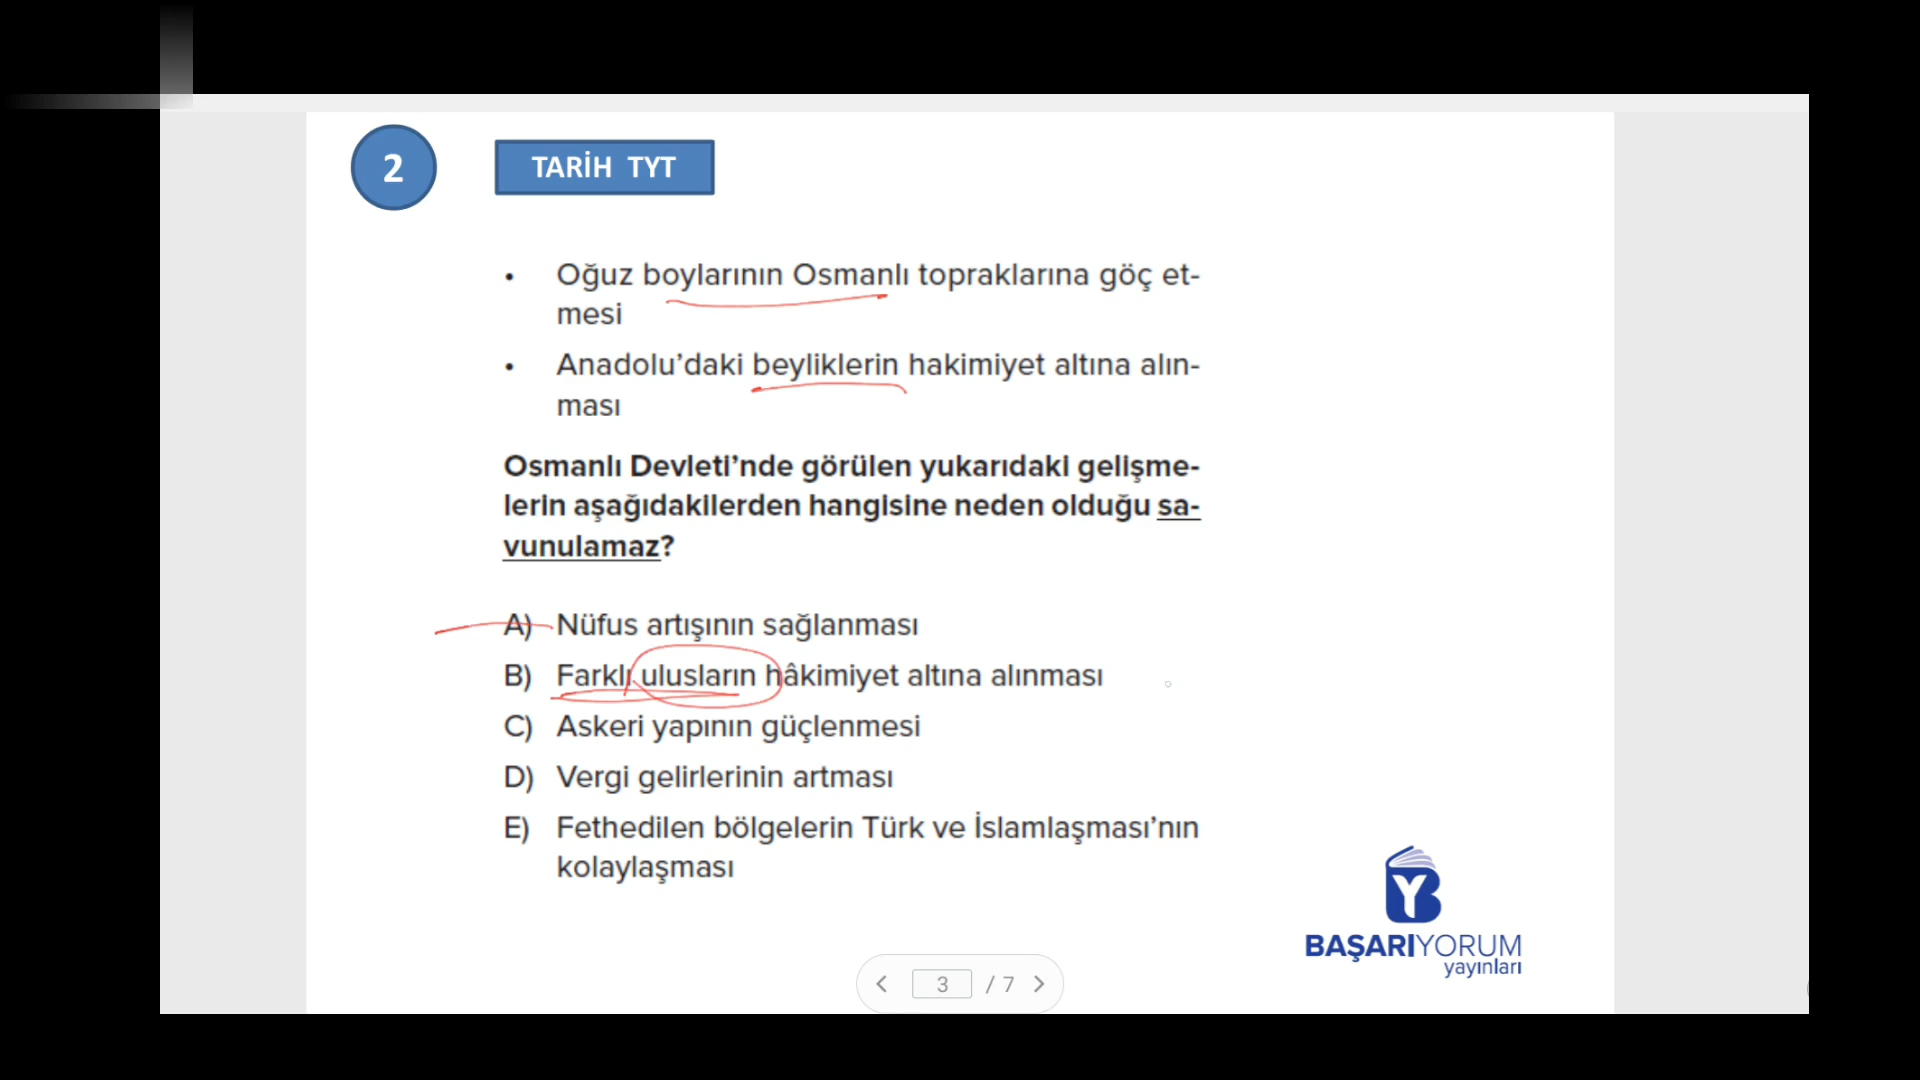 2
TARİH TYT
• Oğuz boylarının Osmanlı topraklarına göç et-
mesi
• Anadolu’daki beyliklerin hakimiyet altına alın-
ması
Osmanlı Devleti’nde görülen yukarıdaki gelişme-
lerin aşağıdakilerden hangisine neden olduğu sa-
vunulamaz?
A) Nüfus artışının sağlanması
B) Farklı ulusların hâkimiyet altına alınması
C) Askeri yapının güçlenmesi
D) Vergi gelirlerinin artması
E) Fethedilen bölgelerin Türk ve İslamlaşması’nın
kolaylaşması
BAŞARIYORUM
yayınları
3 / 7